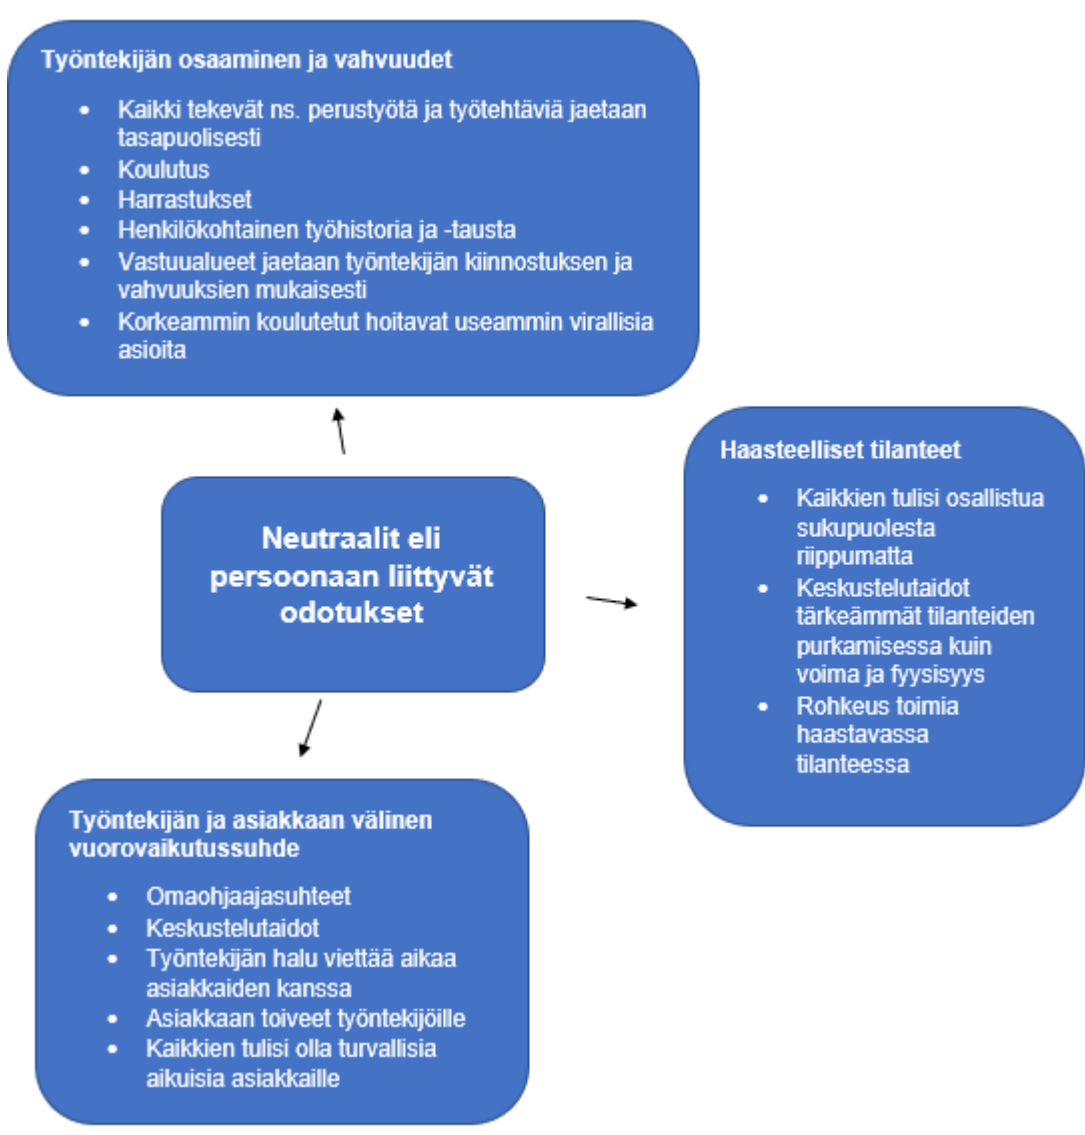 Työntekijän osaaminen ja vahvuudet
• Kaikki tekevät ns. perustyötä ja työtehtäviä jaetaan
tasapuolisesti
• Koulutus
• Harrastukset
• Henkilökohtainen työhistoria ja -tausta
• Vastuualueet jaetaan työntekijän kiinnostuksen ja
vahvuuksien mukaisesti
• Korkeammin koulutetut hoitavat useammin virallisia
asioita
Neutraalit eli
persoonaan liittyvät
odotukset
Haasteelliset tilanteet
• Kaikkien tulisi osallistua
sukupuolesta
riippumatta
• Keskustelutaidot
tärkeämmät tilanteiden
purkamisessa kuin
voima ja fyysisyys
• Rohkeus toimia
haastavassa
tilanteessa
Työntekijän ja asiakkaan välinen
vuorovaikutussuhde
• Omaohjaajasuhteet
• Keskustelutaidot
• Työntekijän halu viettää aikaa
asiakkaiden kanssa
• Asiakkaan toiveet työntekijöille
• Kaikkien tulisi olla turvallisia
aikuisia asiakkaille